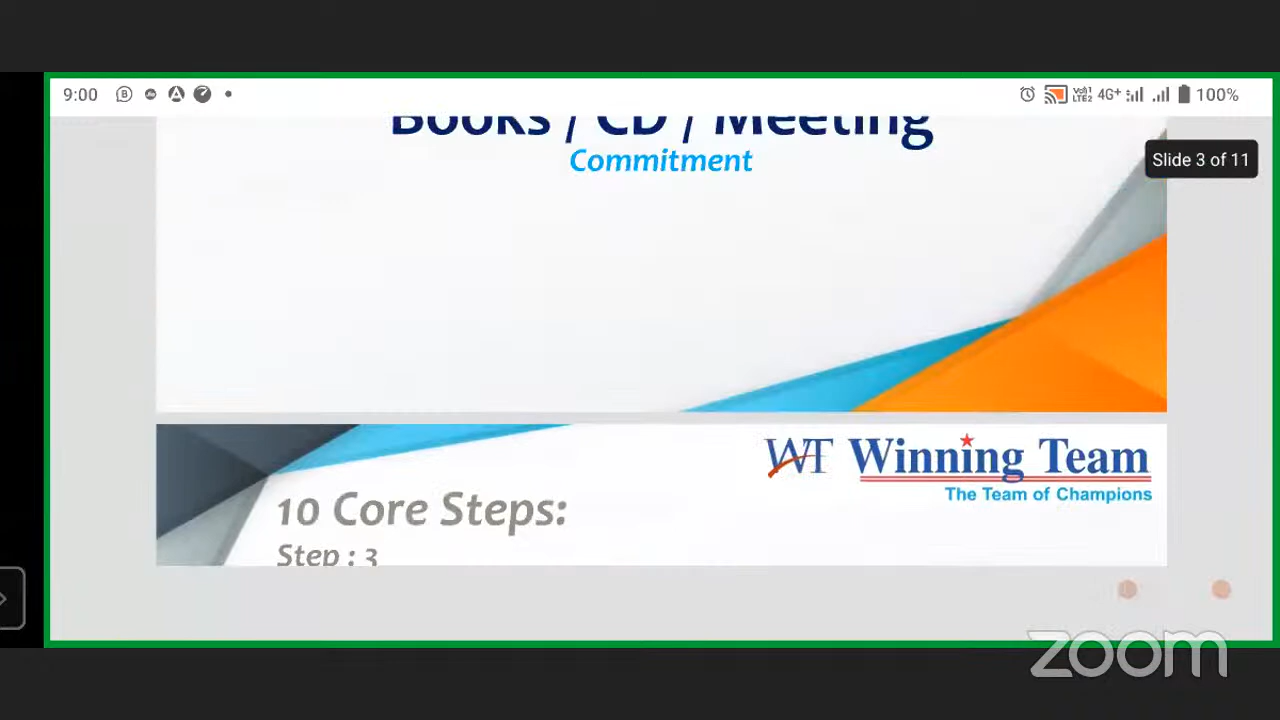 9:00
4G+
100%
Books / CD / Meeting
Commitment
Slide 3 of 11
WT Winning Team
The Team of Champions
10 Core Steps:
Step : 3
zoom